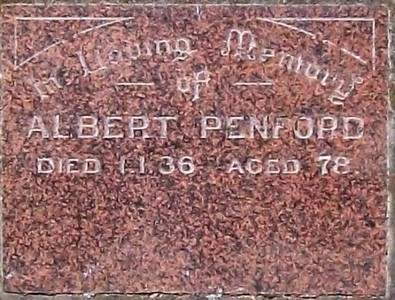 In Loving Memory
of
ALBERT PENFORD
DIED 1.1.36 AGED 78.